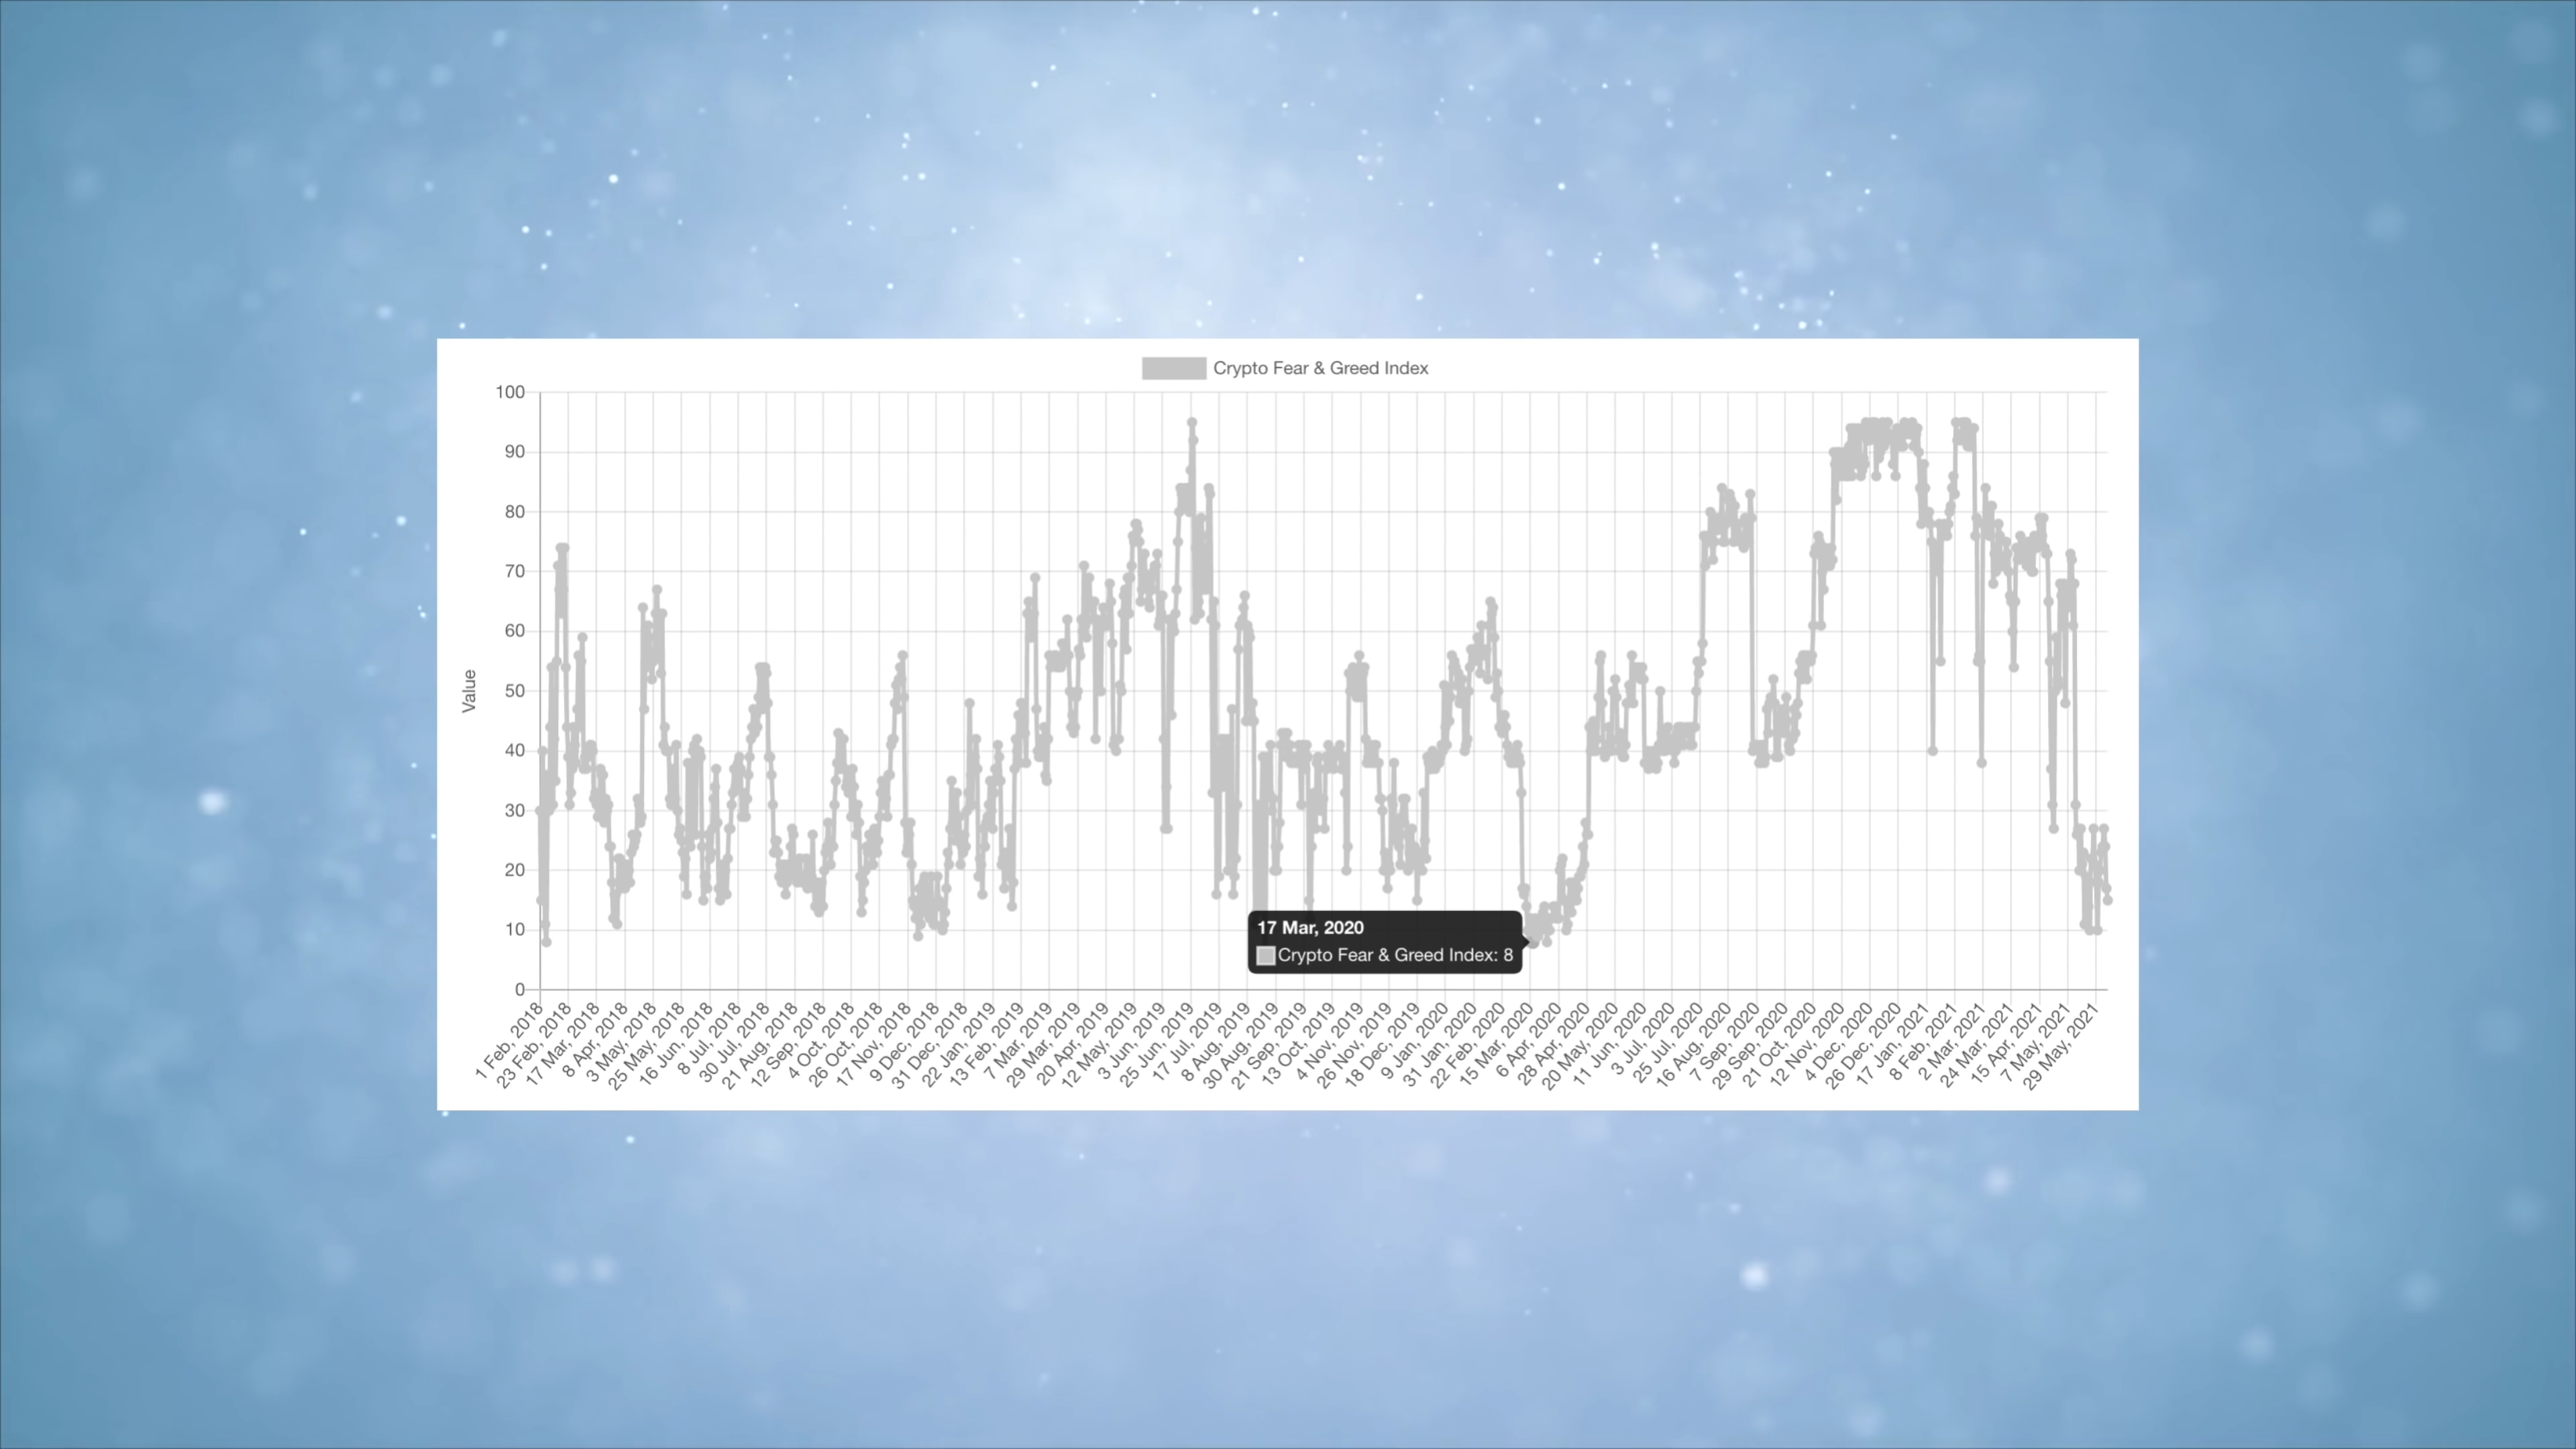 Crypto Fear & Greed Index
100
90
80
70
60
50
40
30
20
10
0
Value
17 Mar, 2020
Crypto Fear & Greed Index: 8
1 Feb, 2018
23 Feb, 2018
17 Mar, 2018
8 Apr, 2018
3 May, 2018
25 May, 2018
16 Jun, 2018
8 Jul, 2018
30 Jul, 2018
21 Aug, 2018
12 Sep, 2018
4 Oct, 2018
26 Oct, 2018
17 Nov, 2018
9 Dec, 2018
31 Dec, 2018
22 Jan, 2019
13 Feb, 2019
7 Mar, 2019
29 Mar, 2019
20 Apr, 2019
12 May, 2019
3 Jun, 2019
25 Jun, 2019
17 Jul, 2019
8 Aug, 2019
30 Aug, 2019
21 Sep, 2019
13 Oct, 2019
4 Nov, 2019
26 Nov, 2019
18 Dec, 2019
9 Jan, 2020
31 Jan, 2020
22 Feb, 2020
15 Mar, 2020
6 Apr, 2020
28 Apr, 2020
20 May, 2020
11 Jun, 2020
3 Jul, 2020
25 Jul, 2020
16 Aug, 2020
7 Sep, 2020
29 Sep, 2020
21 Oct, 2020
12 Nov, 2020
4 Dec, 2020
26 Dec, 2020
17 Jan, 2021
8 Feb, 2021
2 Mar, 2021
24 Mar, 2021
15 Apr, 2021
7 May, 2021
29 May, 2021